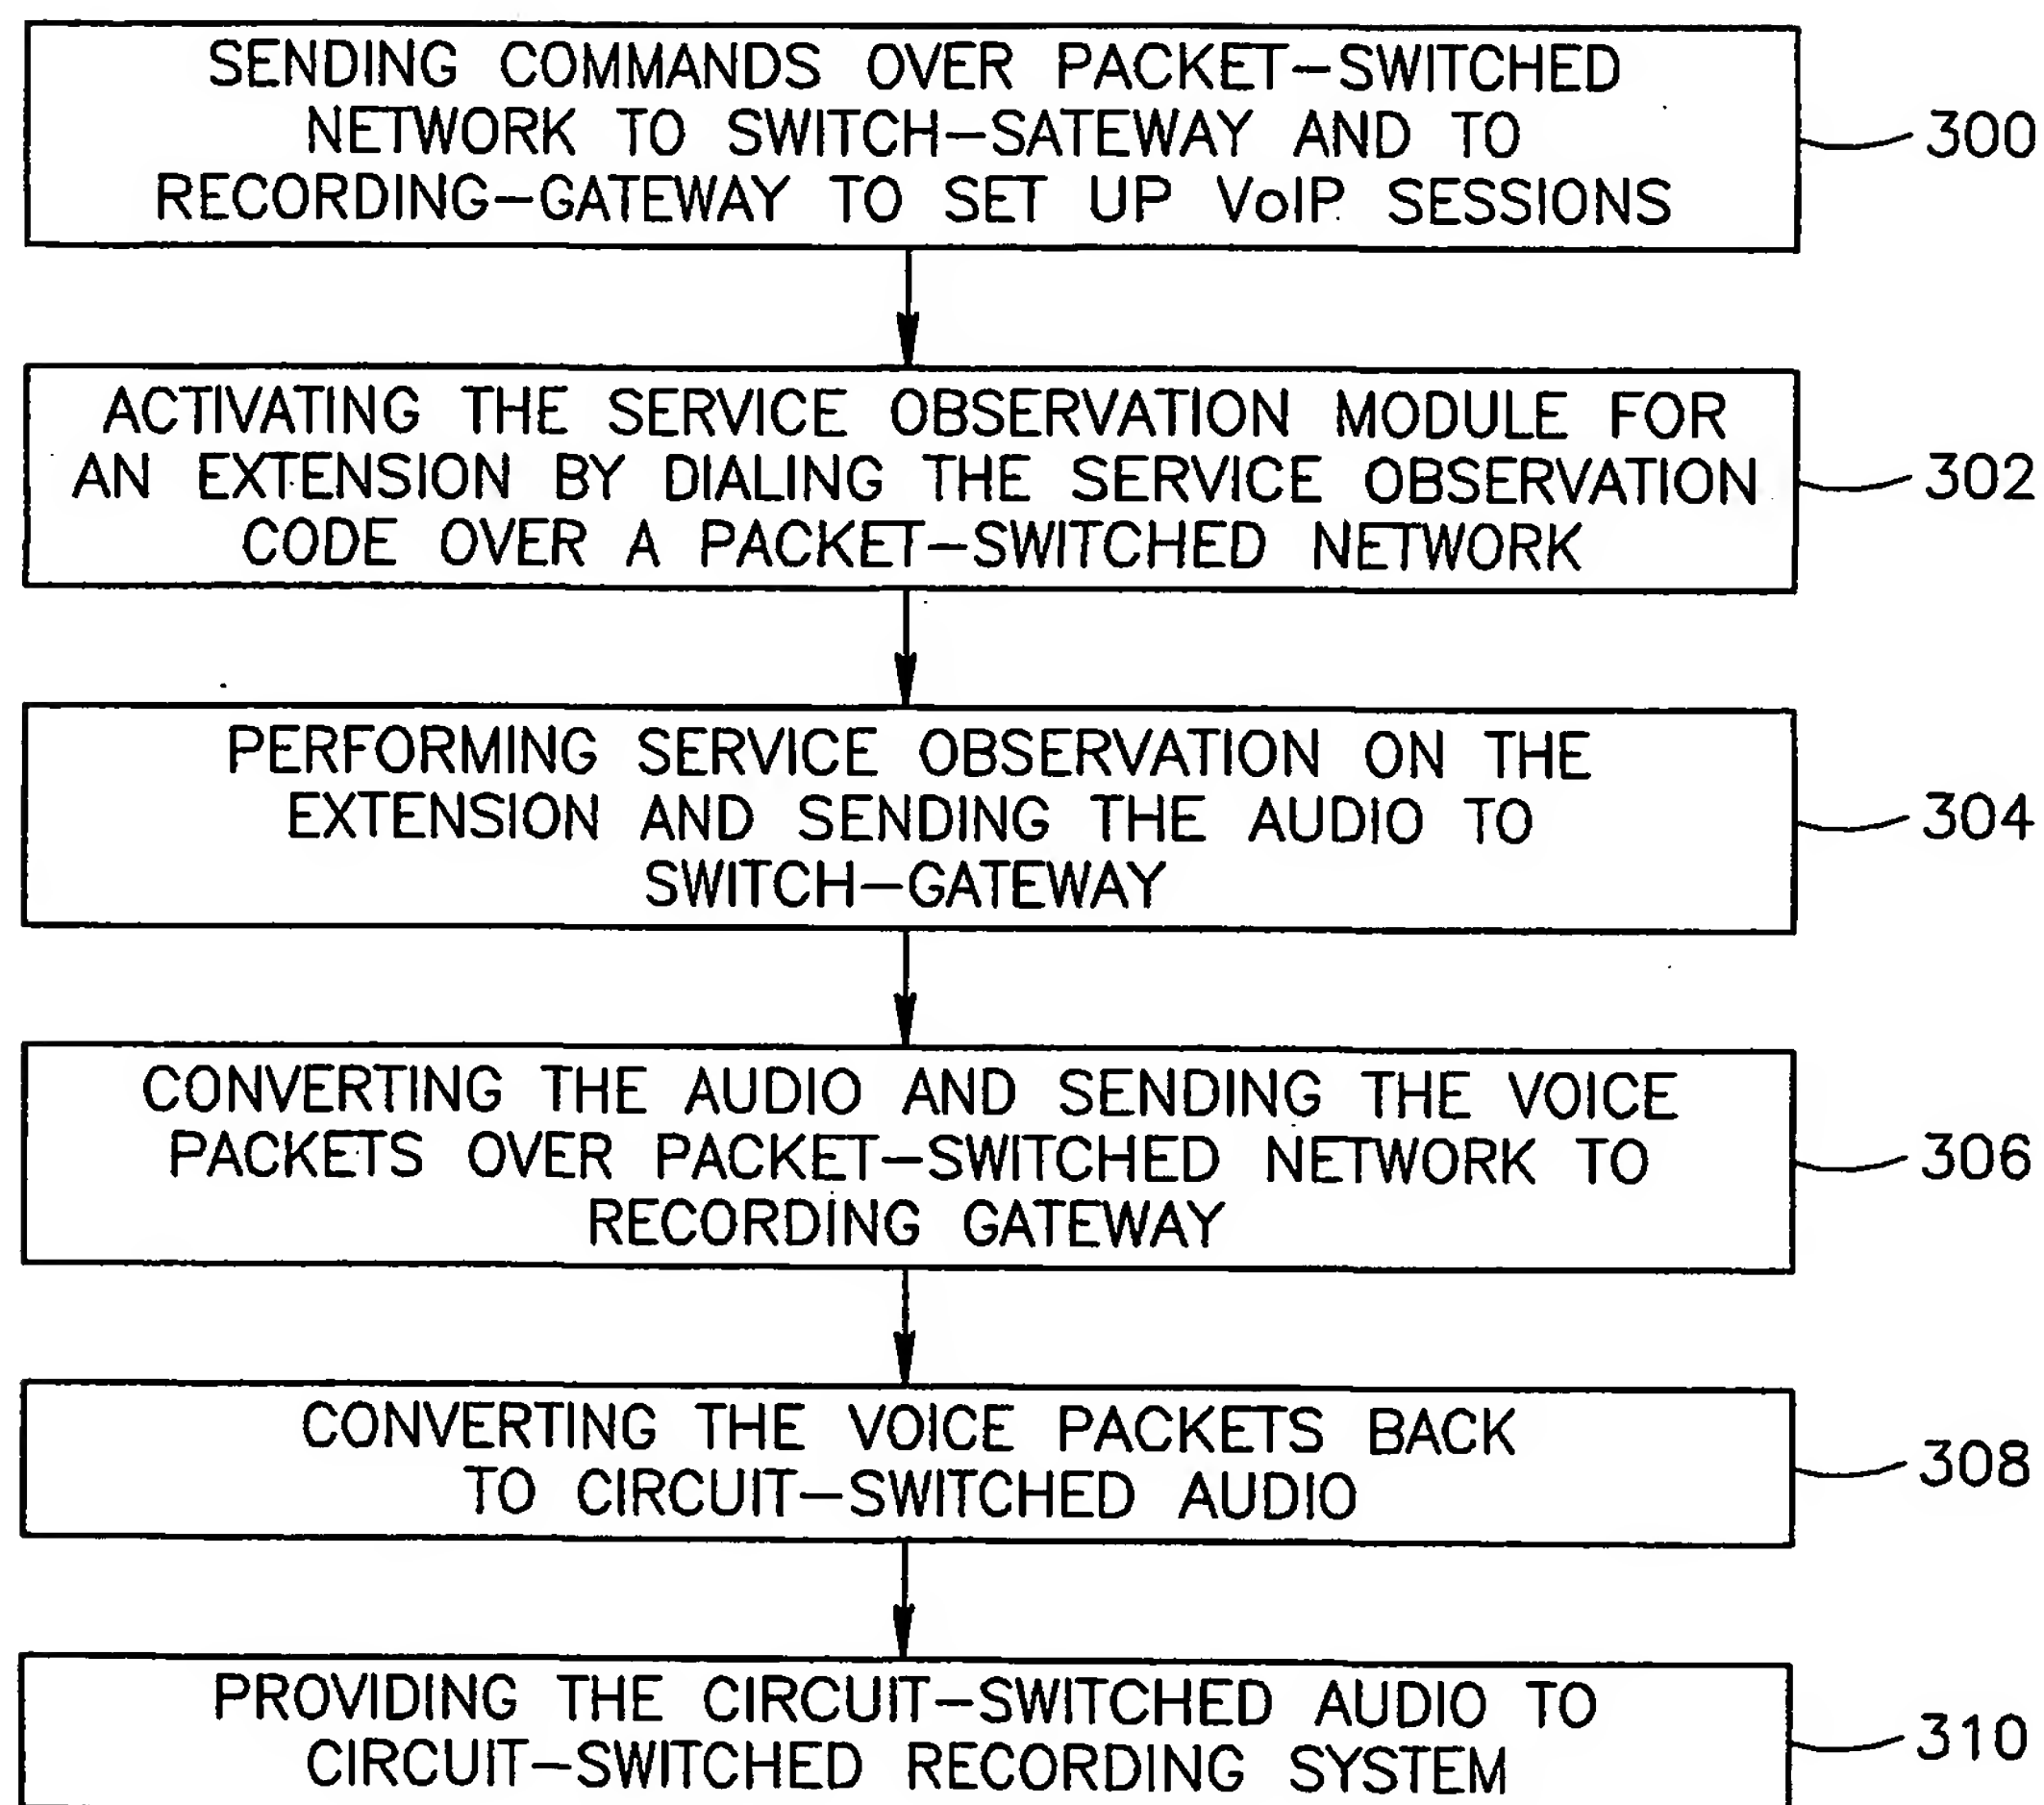 SENDING COMMANDS OVER PACKET-SWITCHED
NETWORK TO SWITCH-SATEWAY AND TO
RECORDING-GATEWAY TO SET UP VoIP SESSIONS
300
ACTIVATING THE SERVICE OBSERVATION MODULE FOR
AN EXTENSION BY DIALING THE SERVICE OBSERVATION
CODE OVER A PACKET-SWITCHED NETWORK
302
PERFORMING SERVICE OBSERVATION ON THE
EXTENSION AND SENDING THE AUDIO TO
SWITCH-GATEWAY
304
CONVERTING THE AUDIO AND SENDING THE VOICE
PACKETS OVER PACKET-SWITCHED NETWORK TO
RECORDING GATEWAY
306
CONVERTING THE VOICE PACKETS BACK
TO CIRCUIT-SWITCHED AUDIO
308
PROVIDING THE CIRCUIT-SWITCHED AUDIO TO
CIRCUIT-SWITCHED RECORDING SYSTEM
310